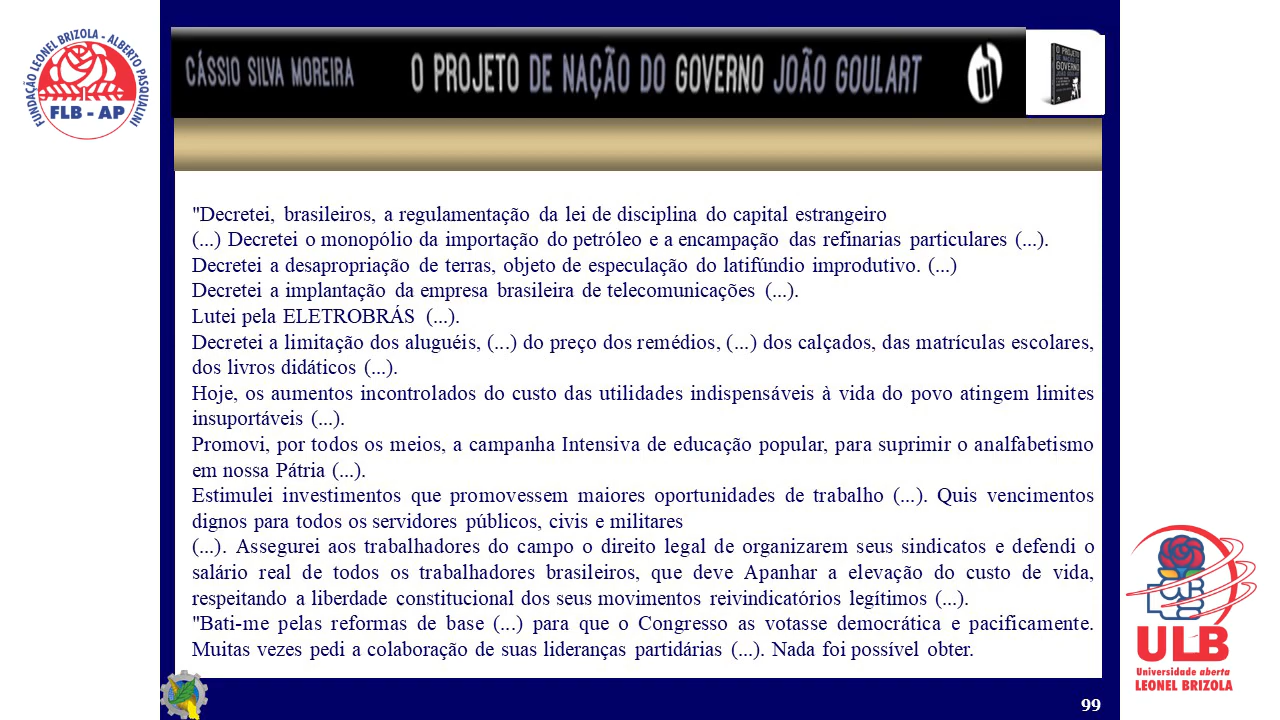 FUNDAÇÃO LEONEL BRIZOLA - ALBERTO PASQUALINI
FLB - AP
CÁSSIO SILVA MOREIRA
O PROJETO DE NAÇÃO DO GOVERNO JOÃO GOULART
O PROJETO
DE NAÇÃO DO
GOVERNO
JOÃO GOULART
"Decretei, brasileiros, a regulamentação da lei de disciplina do capital estrangeiro
(...) Decretei o monopólio da importação do petróleo e a encampação das refinarias particulares (...).
Decretei a desapropriação de terras, objeto de especulação do latifúndio improdutivo. (...)
Decretei a implantação da empresa brasileira de telecomunicações (...).
Lutei pela ELETROBRÁS (...).
Decretei a limitação dos aluguéis, (...) do preço dos remédios, (...) dos calçados, das matrículas escolares,
dos livros didáticos (...).
Hoje, os aumentos incontrolados do custo das utilidades indispensáveis à vida do povo atingem limites
insuportáveis (...).
Promovi, por todos os meios, a campanha Intensiva de educação popular, para suprimir o analfabetismo
em nossa Pátria (...).
Estimulei investimentos que promovessem maiores oportunidades de trabalho (...). Quis vencimentos
dignos para todos os servidores públicos, civis e militares
(...). Assegurei aos trabalhadores do campo o direito legal de organizarem seus sindicatos e defendi o
salário real de todos os trabalhadores brasileiros, que deve Apanhar a elevação do custo de vida,
respeitando a liberdade constitucional dos seus movimentos reivindicatórios legítimos (...).
"Bati-me pelas reformas de base (...) para que o Congresso as votasse democrática e pacificamente.
Muitas vezes pedi a colaboração de suas lideranças partidárias (...). Nada foi possível obter.
ULB
Universidade aberta
LEONEL BRIZOLA
99